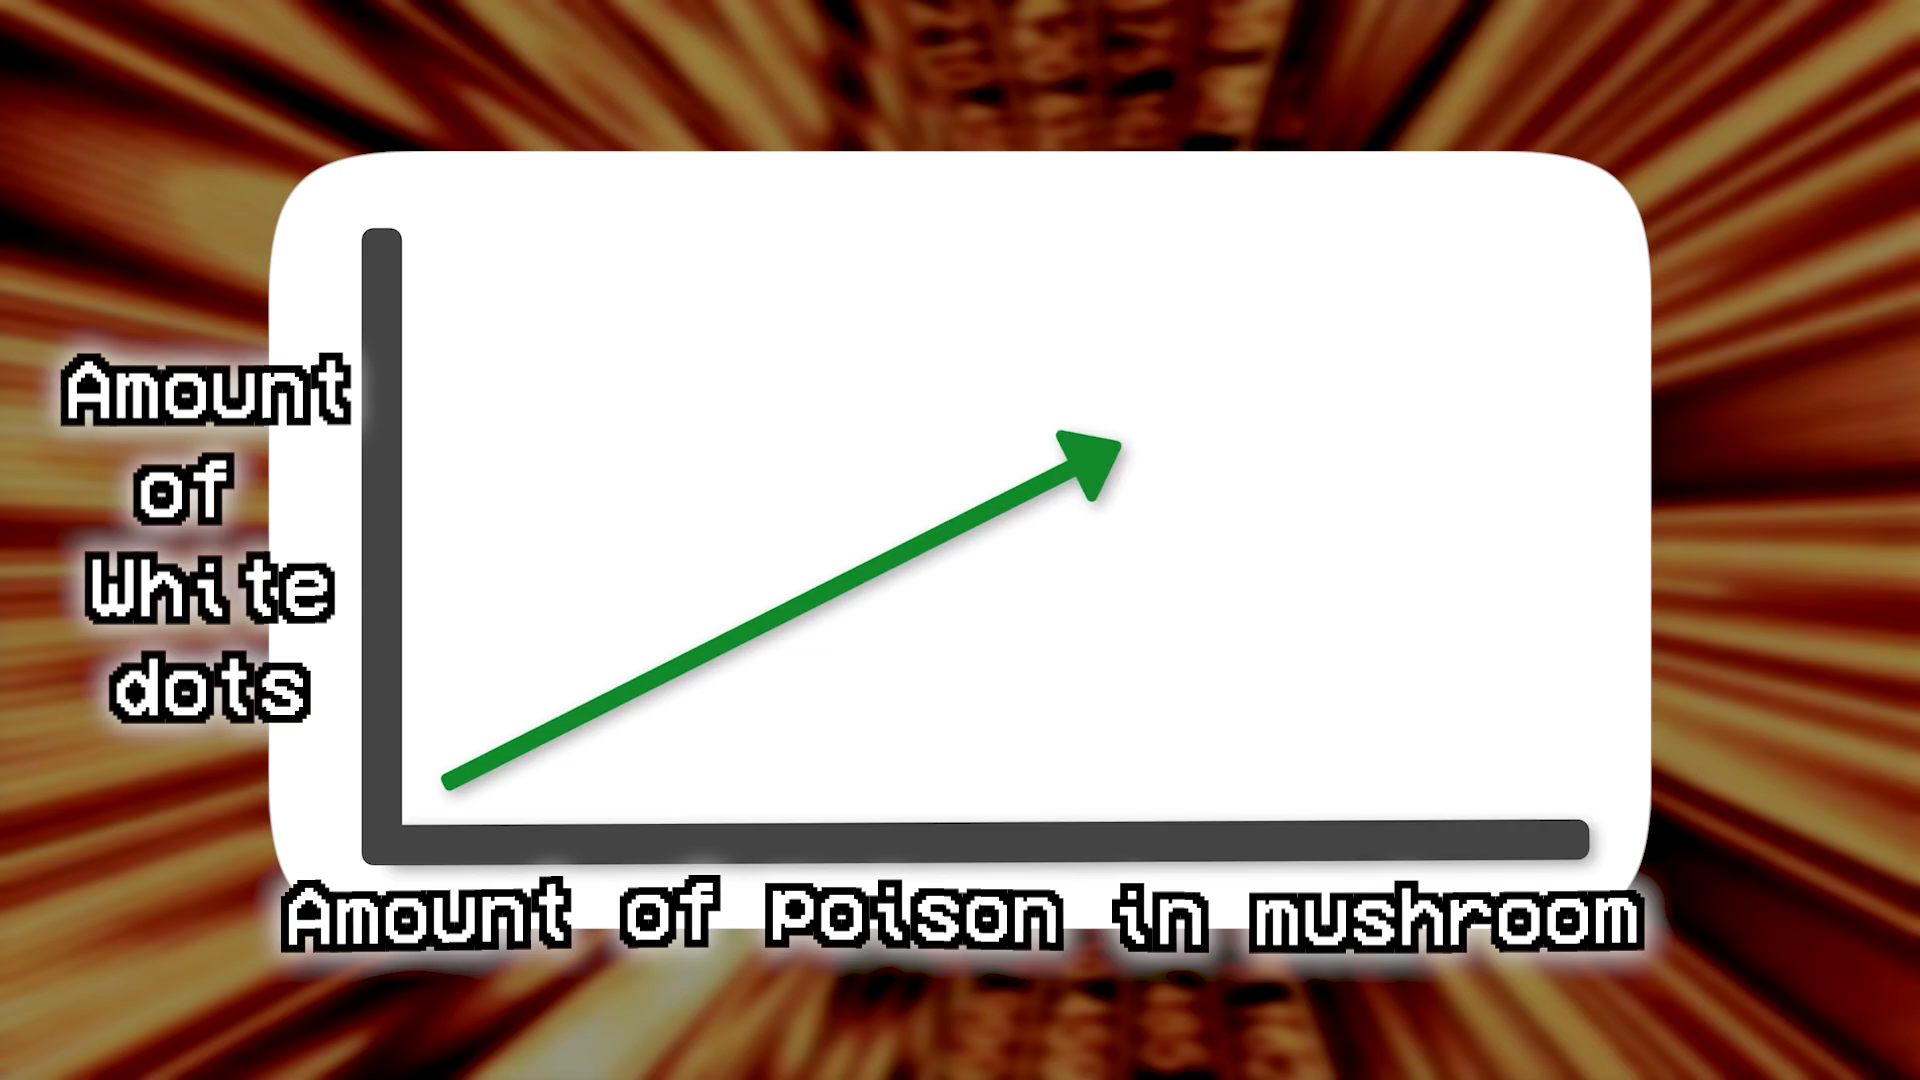 Amount
of
White
dots
Amount of poison in mushroom